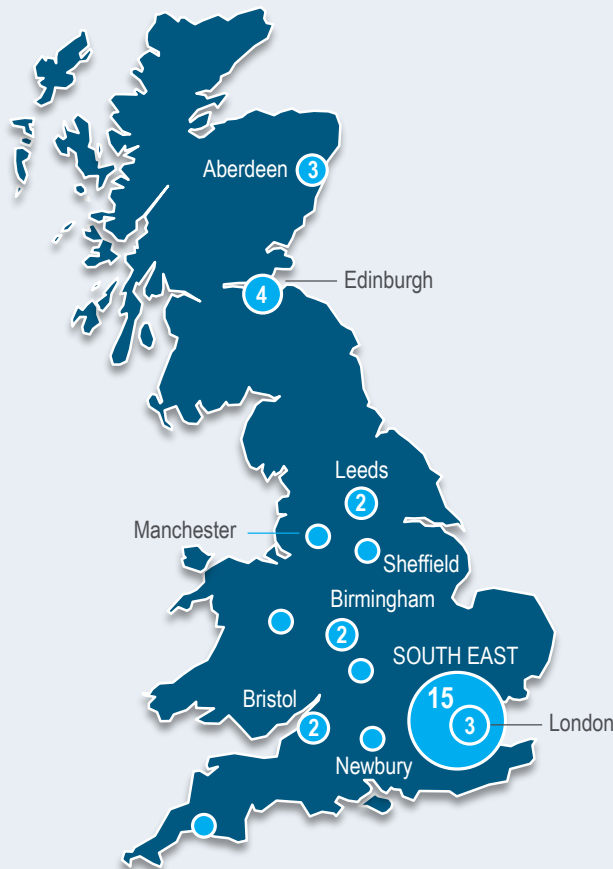 Aberdeen 3
Edinburgh
4
Leeds
2
Manchester
Sheffield
Birmingham
2
SOUTH EAST
15
Bristol
3 London
2
Newbury